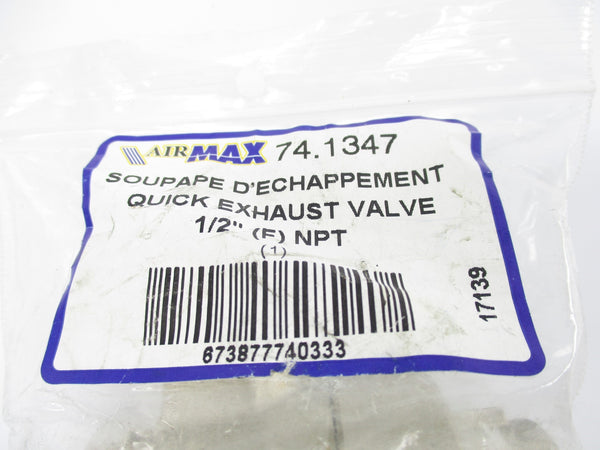 AIRMAX 74.1347
SOUPAPE D'ECHAPPEMENT
QUICK EXHAUST VALVE
1/2" (F) NPT
(1)
673877740333
17139